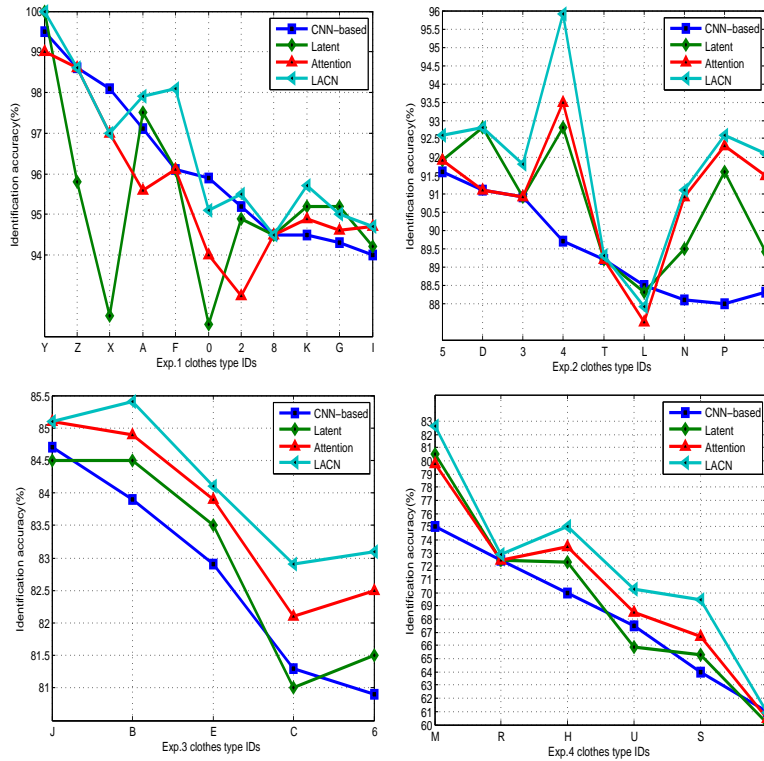 100
99
98
97
96
95
94
Identification accuracy(%)
Y Z X A F 0 2 8 K G I
Exp.1 clothes type IDs
CNN−based
Latent
Attention
LACN
96
95.5
95
94.5
94
93.5
93
92.5
92
91.5
91
90.5
90
89.5
89
88.5
88
Identification accuracy(%)
5 D 3 4 T L N P
Exp.2 clothes type IDs
CNN−based
Latent
Attention
LACN
85.5
85
84.5
84
83.5
83
82.5
82
81.5
81
Identification accuracy(%)
J B E C 6
Exp.3 clothes type IDs
CNN−based
Latent
Attention
LACN
83
82
81
80
79
78
77
76
75
74
73
72
71
70
69
68
67
66
65
64
63
62
61
60
Identification accuracy(%)
M R H U S
Exp.4 clothes type IDs
CNN−based
Latent
Attention
LACN